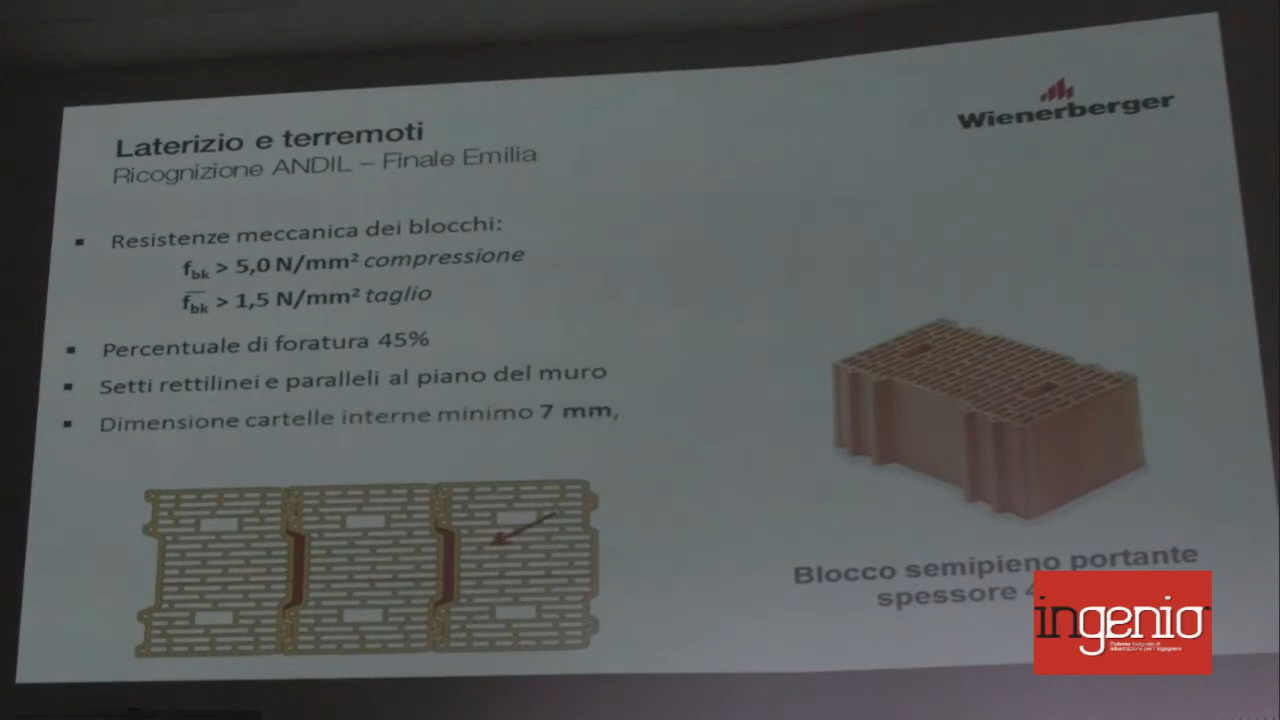 Laterizio e terremoti
Ricognizione ANDIL – Finale Emilia
Wienerberger
▪ Resistenze meccanica dei blocchi:
fbk > 5,0 N/mm² compressione
f̅bk > 1,5 N/mm² taglio
▪ Percentuale di foratura 45%
▪ Setti rettilinei e paralleli al piano del muro
▪ Dimensione cartelle interne minimo 7 mm,
Blocco semipieno portante
spessore
ingenio